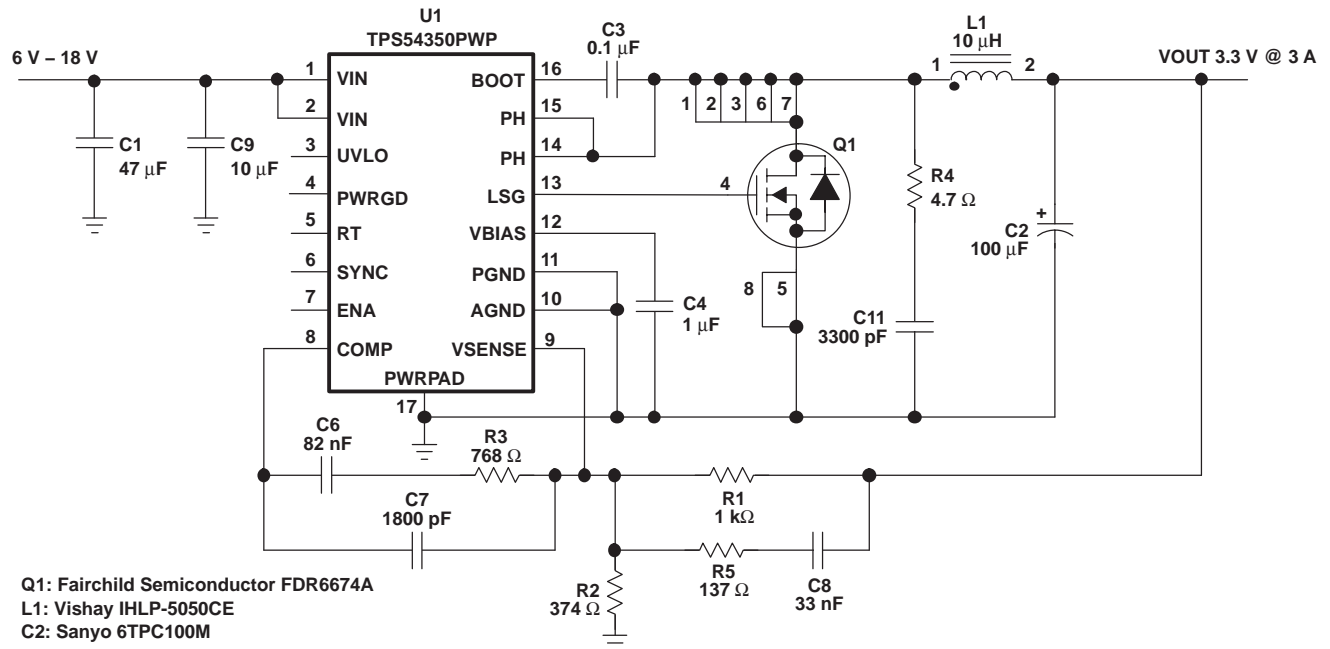 U1
TPS54350PWP
6 V – 18 V
C1
47 μF
C9
10 μF
1 VIN
2 VIN
3 UVLO
4 PWRGD
5 RT
6 SYNC
7 ENA
8 COMP
BOOT 16
PH 15
PH 14
LSG 13
VBIAS 12
PGND 11
AGND 10
VSENSE 9
PWRPAD
17
C3
0.1 μF
1 2 3 6 7
Q1
4
8 5
C4
1 μF
R4
4.7 Ω
C11
3300 pF
L1
10 μH
1 2
VOUT 3.3 V @ 3 A
+
C2
100 μF
C6
82 nF
R3
768 Ω
C7
1800 pF
R1
1 kΩ
R5
137 Ω
C8
33 nF
R2
374 Ω
Q1: Fairchild Semiconductor FDR6674A
L1: Vishay IHLP-5050CE
C2: Sanyo 6TPC100M